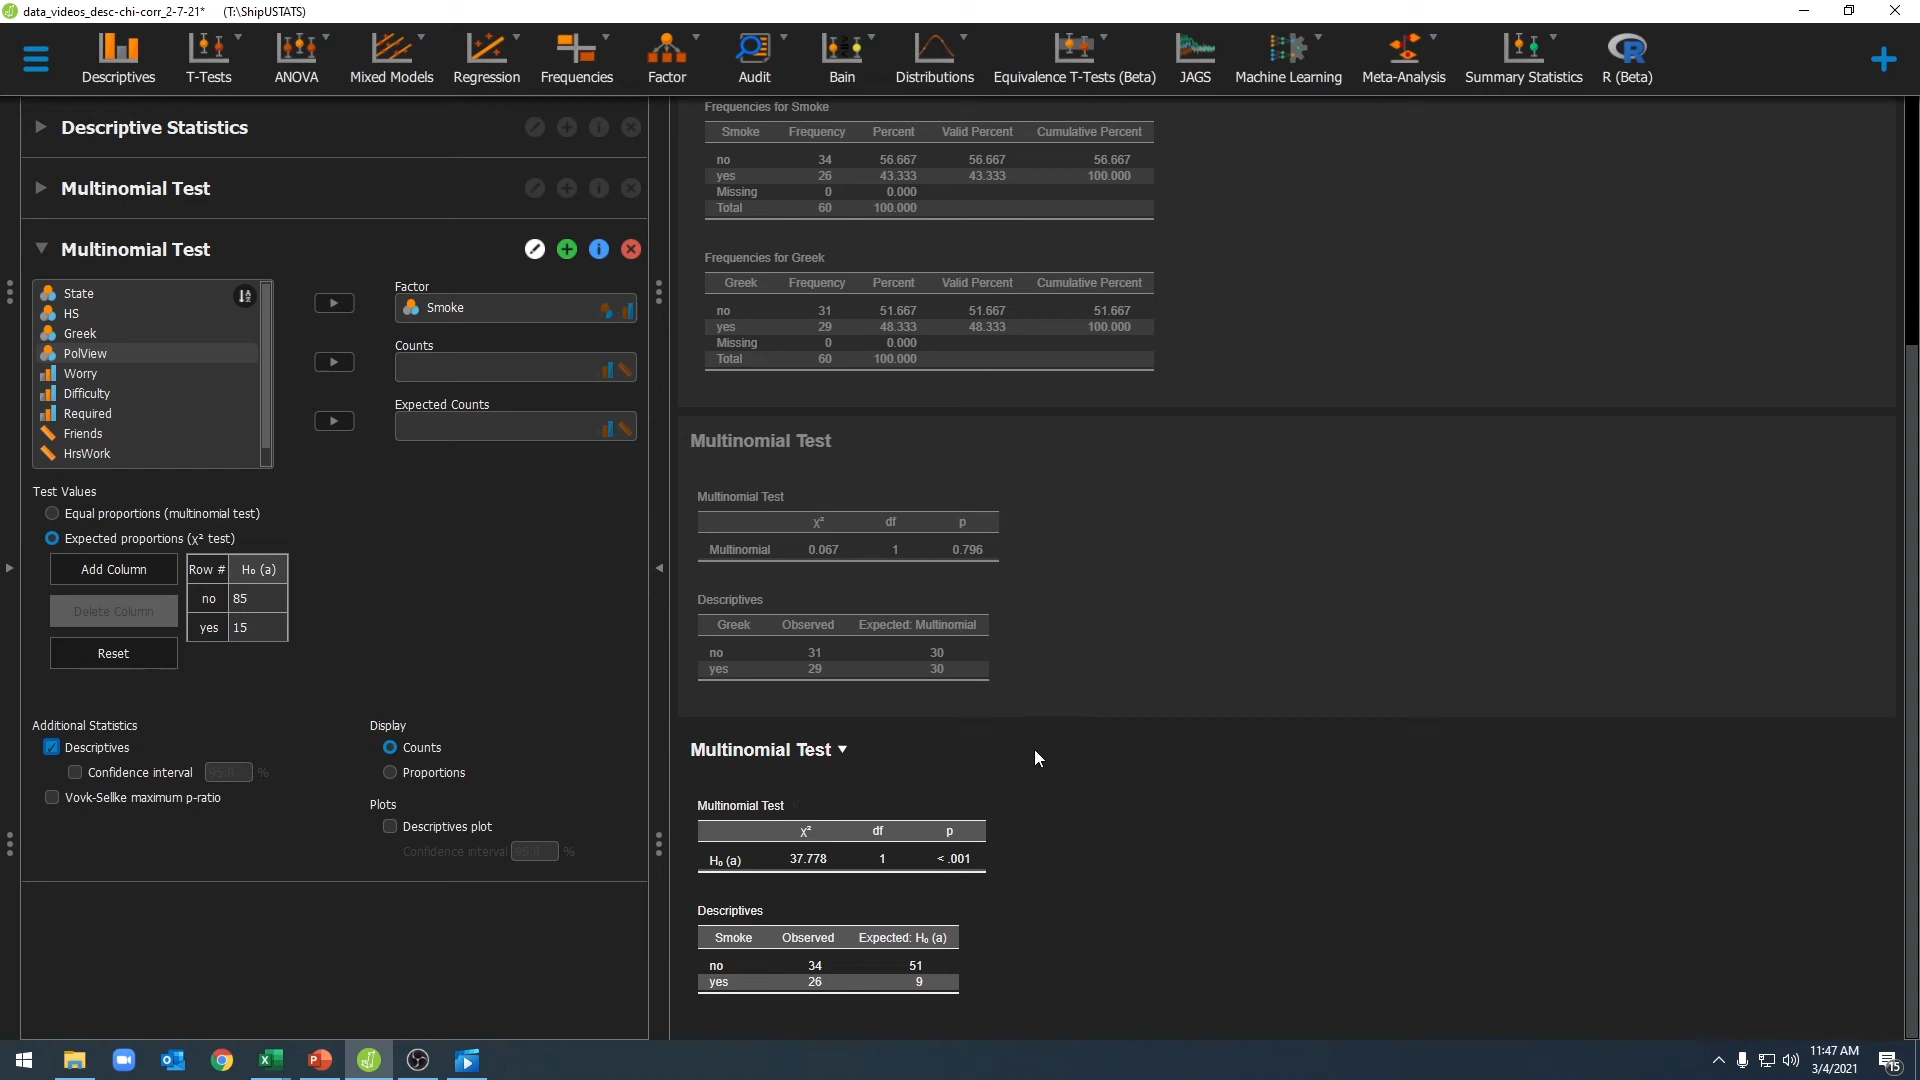 data_videos_desc-chi-corr_2-7-21* (T:\ShipUSTATS)
Descriptives T-Tests ANOVA Mixed Models Regression Frequencies Factor Audit Bain Distributions Equivalence T-Tests (Beta) JAGS Machine Learning Meta-Analysis Summary Statistics R (Beta)
Descriptive Statistics
Multinomial Test
Multinomial Test
State
HS
Greek
PolView
Worry
Difficulty
Required
Friends
HrsWork
Factor
Smoke
Counts
Expected Counts
Test Values
Equal proportions (multinomial test)
Expected proportions (χ² test)
Add Column
Delete Column
Reset
Row # H₀ (a)
no 85
yes 15
Additional Statistics
Descriptives
Confidence interval 95.0 %
Vovk-Sellke maximum p-ratio
Display
Counts
Proportions
Plots
Descriptives plot
Confidence interval 95.0 %
Frequencies for Smoke
Smoke Frequency Percent Valid Percent Cumulative Percent
no 34 56.667 56.667 56.667
yes 26 43.333 43.333 100.000
Missing 0 0.000
Total 60 100.000
Frequencies for Greek
Greek Frequency Percent Valid Percent Cumulative Percent
no 31 51.667 51.667 51.667
yes 29 48.333 48.333 100.000
Missing 0 0.000
Total 60 100.000
Multinomial Test
Multinomial Test
χ² df p
Multinomial 0.067 1 0.796
Descriptives
Greek Observed Expected: Multinomial
no 31 30
yes 29 30
Multinomial Test
Multinomial Test
χ² df p
H₀ (a) 37.778 1 < .001
Descriptives
Smoke Observed Expected: H₀ (a)
no 34 51
yes 26 9
11:47 AM
3/4/2021
15